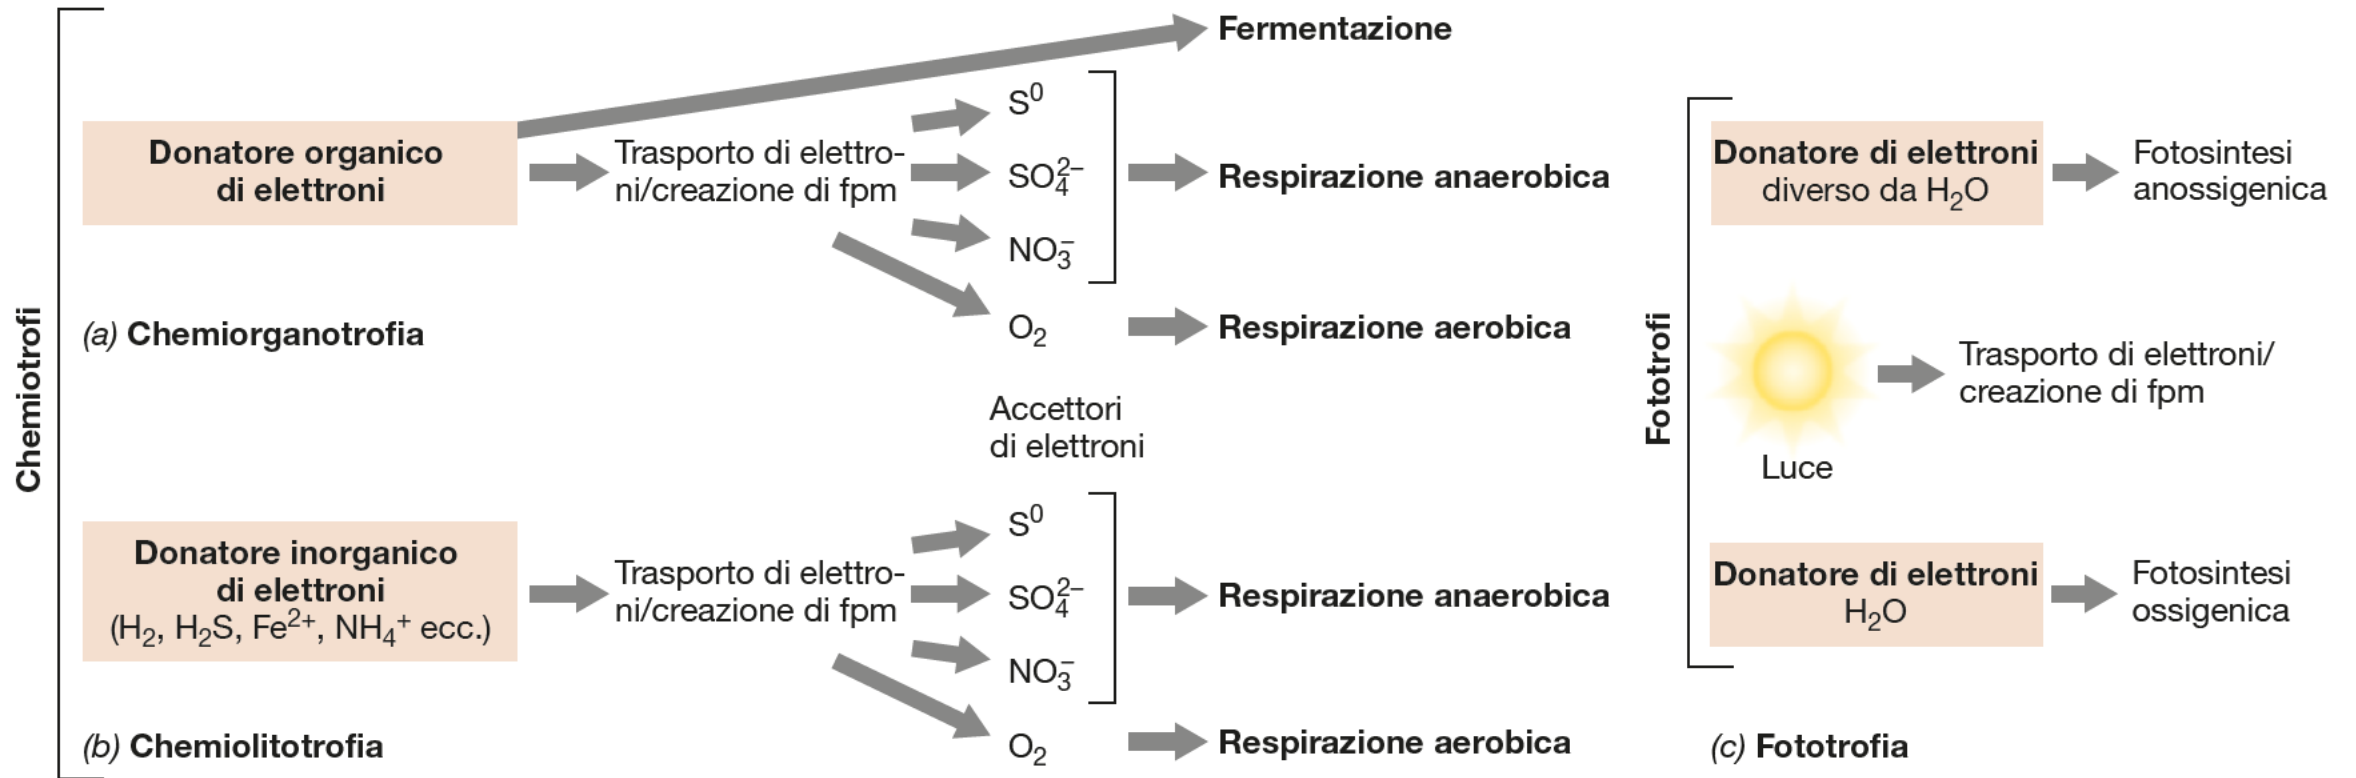 Chemiotrofi
Fermentazione
Donatore organico
di elettroni
Trasporto di elettro-
ni/creazione di fpm
S⁰
SO₄²⁻
NO₃⁻
Respirazione anaerobica
O₂
Respirazione aerobica
(a) Chemiorganotrofia
Accettori
di elettroni
Donatore inorganico
di elettroni
(H₂, H₂S, Fe²⁺, NH₄⁺ ecc.)
Trasporto di elettro-
ni/creazione di fpm
S⁰
SO₄²⁻
NO₃⁻
Respirazione anaerobica
O₂
Respirazione aerobica
(b) Chemiolitotrofia
Fototrofi
Donatore di elettroni
diverso da H₂O
Fotosintesi
anossigenica
Luce
Trasporto di elettroni/
creazione di fpm
Donatore di elettroni
H₂O
Fotosintesi
ossigenica
(c) Fototrofia